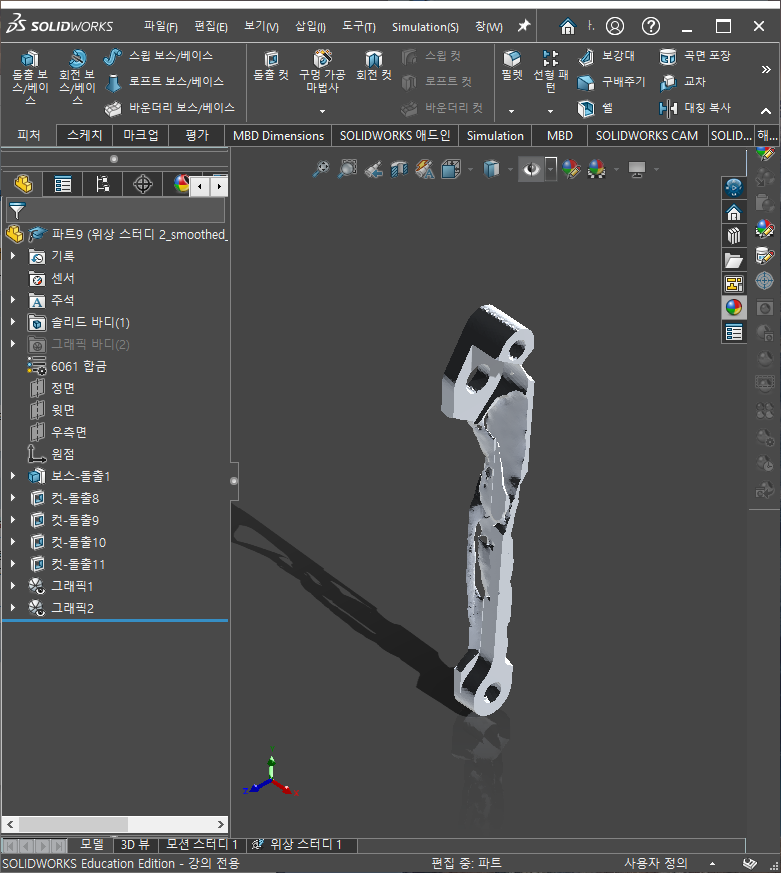 SOLIDWORKS 파일(F) 편집(E) 보기(V) 삽입(I) 도구(T) Simulation(S) 창(W)
돌출 보스/베이스
회전 보스/베이스
스윕 보스/베이스
로프트 보스/베이스
바운더리 보스/베이스
돌출 컷
구멍 가공 마법사
회전 컷
스윕 컷
로프트 컷
바운더리 컷
필렛
선형 패턴
보강대
구배주기
쉘
곡면 포장
교차
대칭 복사
피처 스케치 마크업 평가 MBD Dimensions SOLIDWORKS 애드인 Simulation MBD SOLIDWORKS CAM SOLID... 해...
파트9 (위상 스터디 2_smoothed_
기록
센서
주석
솔리드 바디(1)
그래픽 바디(2)
6061 합금
정면
윗면
우측면
원점
보스-돌출1
컷-돌출8
컷-돌출9
컷-돌출10
컷-돌출11
그래픽1
그래픽2
모델 3D 뷰 모션 스터디 1 위상 스터디 1
SOLIDWORKS Education Edition - 강의 전용 편집 중: 파트 사용자 정의